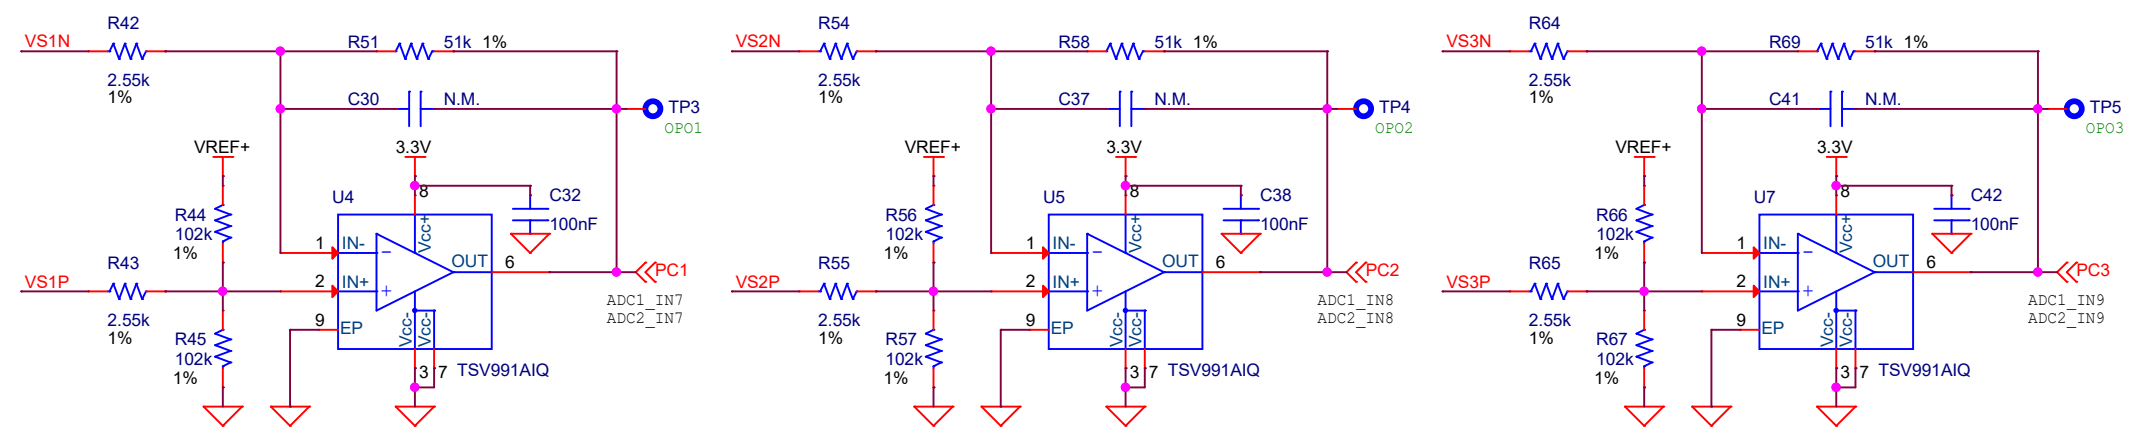 R42
VS1N
2.55k
1%
R51
51k 1%
C30
N.M.
TP3
OPO1
VREF+
3.3V
8
U4
C32
100nF
R44
102k
1%
Vcc+
1
IN-
OUT
6
PC1
R43
VS1P
2.55k
1%
2
IN+
ADC1_IN7
ADC2_IN7
R45
102k
1%
9
EP
Vcc-
Vcc-
3
7
TSV991AIQ
R54
VS2N
2.55k
1%
R58
51k 1%
C37
N.M.
TP4
OPO2
VREF+
3.3V
8
U5
C38
100nF
R56
102k
1%
Vcc+
1
IN-
OUT
6
PC2
R55
VS2P
2.55k
1%
2
IN+
ADC1_IN8
ADC2_IN8
R57
102k
1%
9
EP
Vcc-
Vcc-
3
7
TSV991AIQ
R64
VS3N
2.55k
1%
R69
51k 1%
C41
N.M.
TP5
OPO3
VREF+
3.3V
8
U7
C42
100nF
R66
102k
1%
Vcc+
1
IN-
OUT
6
PC3
R65
VS3P
2.55k
1%
2
IN+
ADC1_IN9
ADC2_IN9
R67
102k
1%
9
EP
Vcc-
Vcc-
3
7
TSV991AIQ